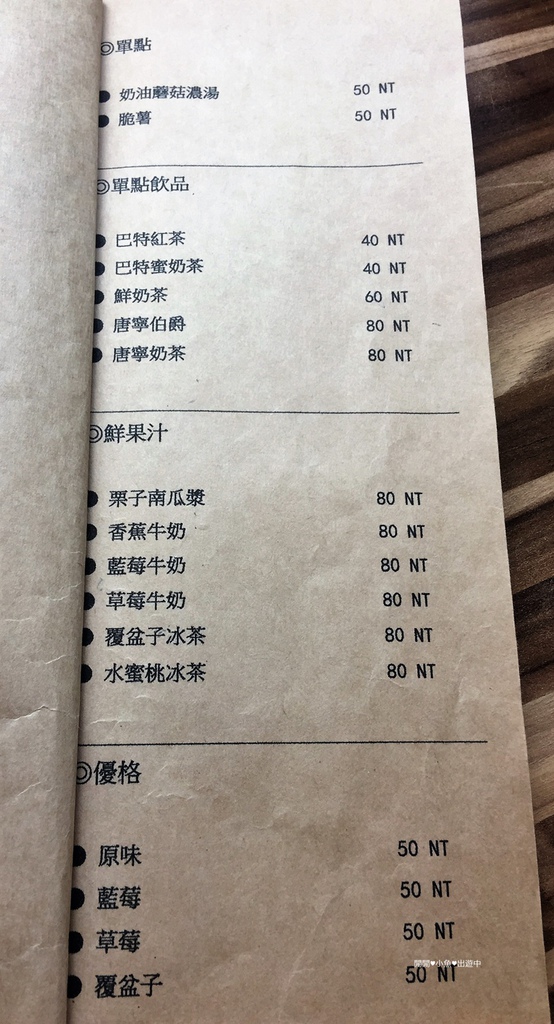 ◎單點
● 奶油蘑菇濃湯 50 NT
● 脆薯 50 NT
◎單點飲品
● 巴特紅茶 40 NT
● 巴特蜜奶茶 40 NT
● 鮮奶茶 60 NT
● 唐寧伯爵 80 NT
● 唐寧奶茶 80 NT
◎鮮果汁
● 栗子南瓜漿 80 NT
● 香蕉牛奶 80 NT
● 藍莓牛奶 80 NT
● 草莓牛奶 80 NT
● 覆盆子冰茶 80 NT
● 水蜜桃冰茶 80 NT
◎優格
● 原味 50 NT
● 藍莓 50 NT
● 草莓 50 NT
● 覆盆子 50 NT
♥小魚♥出遊中